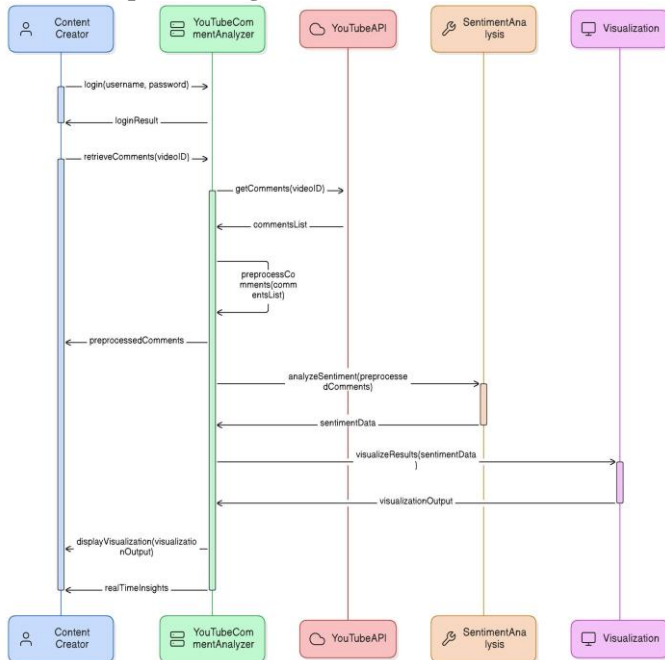 Content
Creator
YouTubeCom
mentAnalyzer
YouTubeAPI
SentimentAna
lysis
Visualization
login(username, password)
loginResult
retrieveComments(videoID)
getComments(videoID)
commentsList
preprocessCo
mments(comm
entsList)
preprocessedComments
analyzeSentiment(preprocesse
dComments)
sentimentData
visualizeResults(sentimentData
)
visualizationOutput
displayVisualization(visualizatio
nOutput)
realTimeInsights
Content
Creator
YouTubeCom
mentAnalyzer
YouTubeAPI
SentimentAna
lysis
Visualization